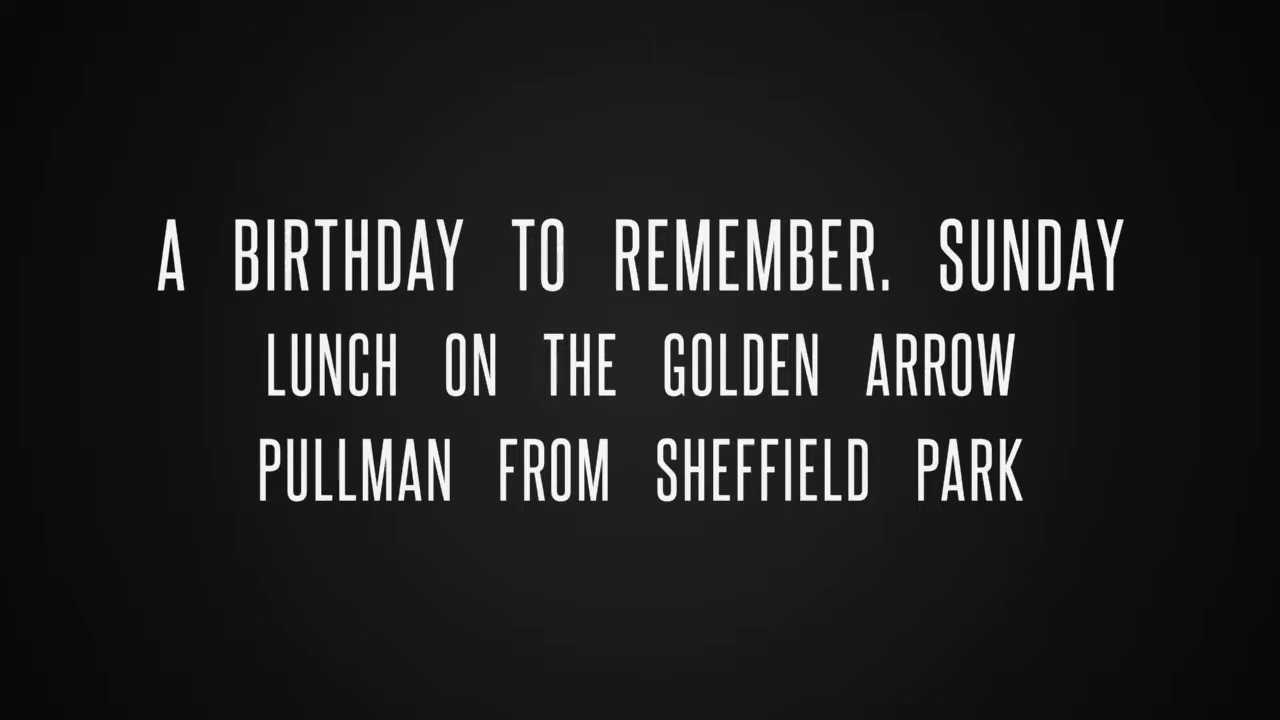 A BIRTHDAY TO REMEMBER. SUNDAY
LUNCH ON THE GOLDEN ARROW
PULLMAN FROM SHEFFIELD PARK